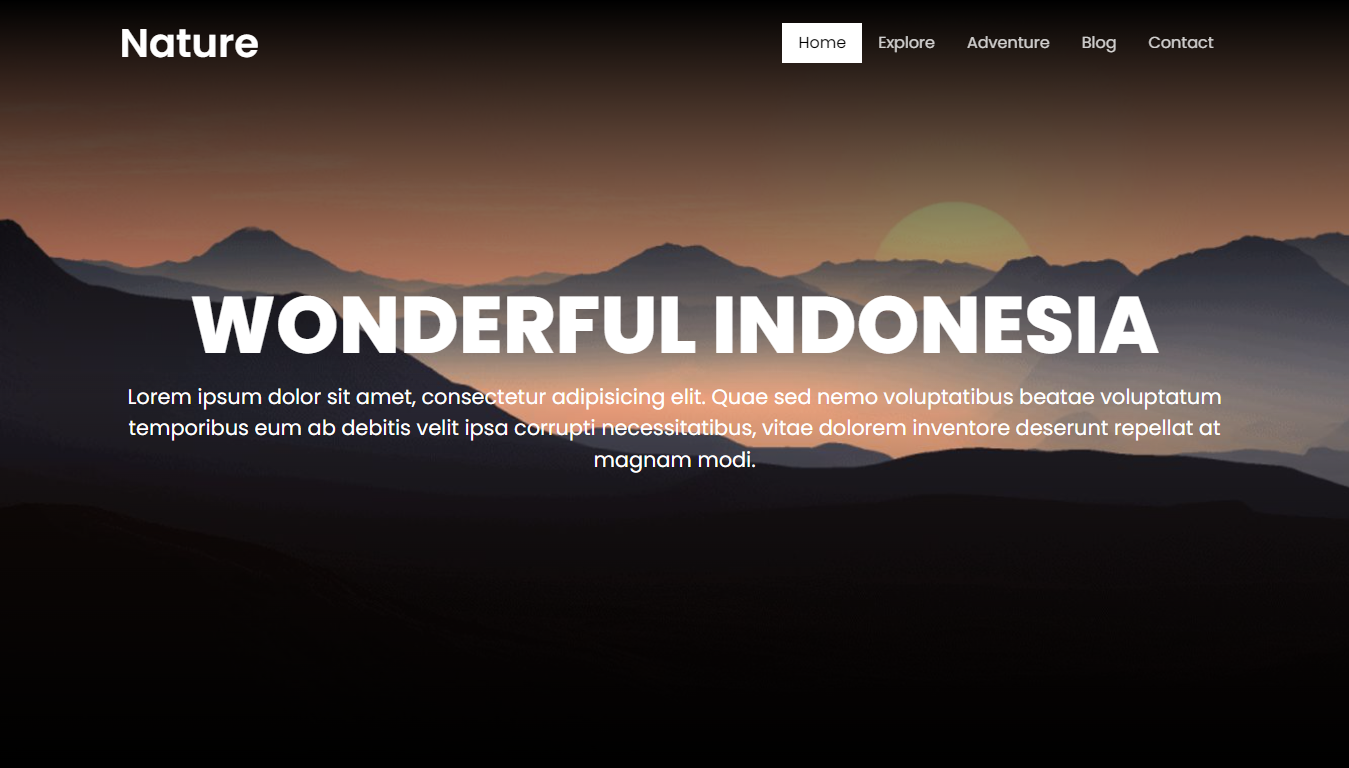 Nature
Home Explore Adventure Blog Contact
WONDERFUL INDONESIA
Lorem ipsum dolor sit amet, consectetur adipisicing elit. Quae sed nemo voluptatibus beatae voluptatum
temporibus eum ab debitis velit ipsa corrupti necessitatibus, vitae dolorem inventore deserunt repellat at
magnam modi.